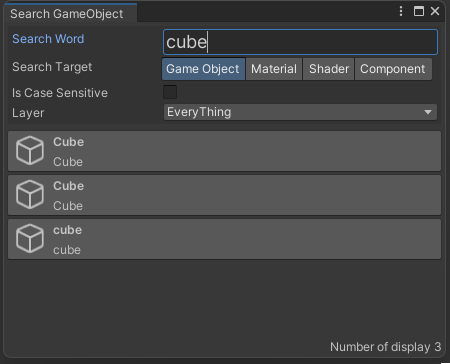 Search GameObject
Search Word cube
Search Target Game Object Material Shader Component
Is Case Sensitive
Layer EveryThing
Cube
Cube
Cube
Cube
cube
cube
Number of display 3